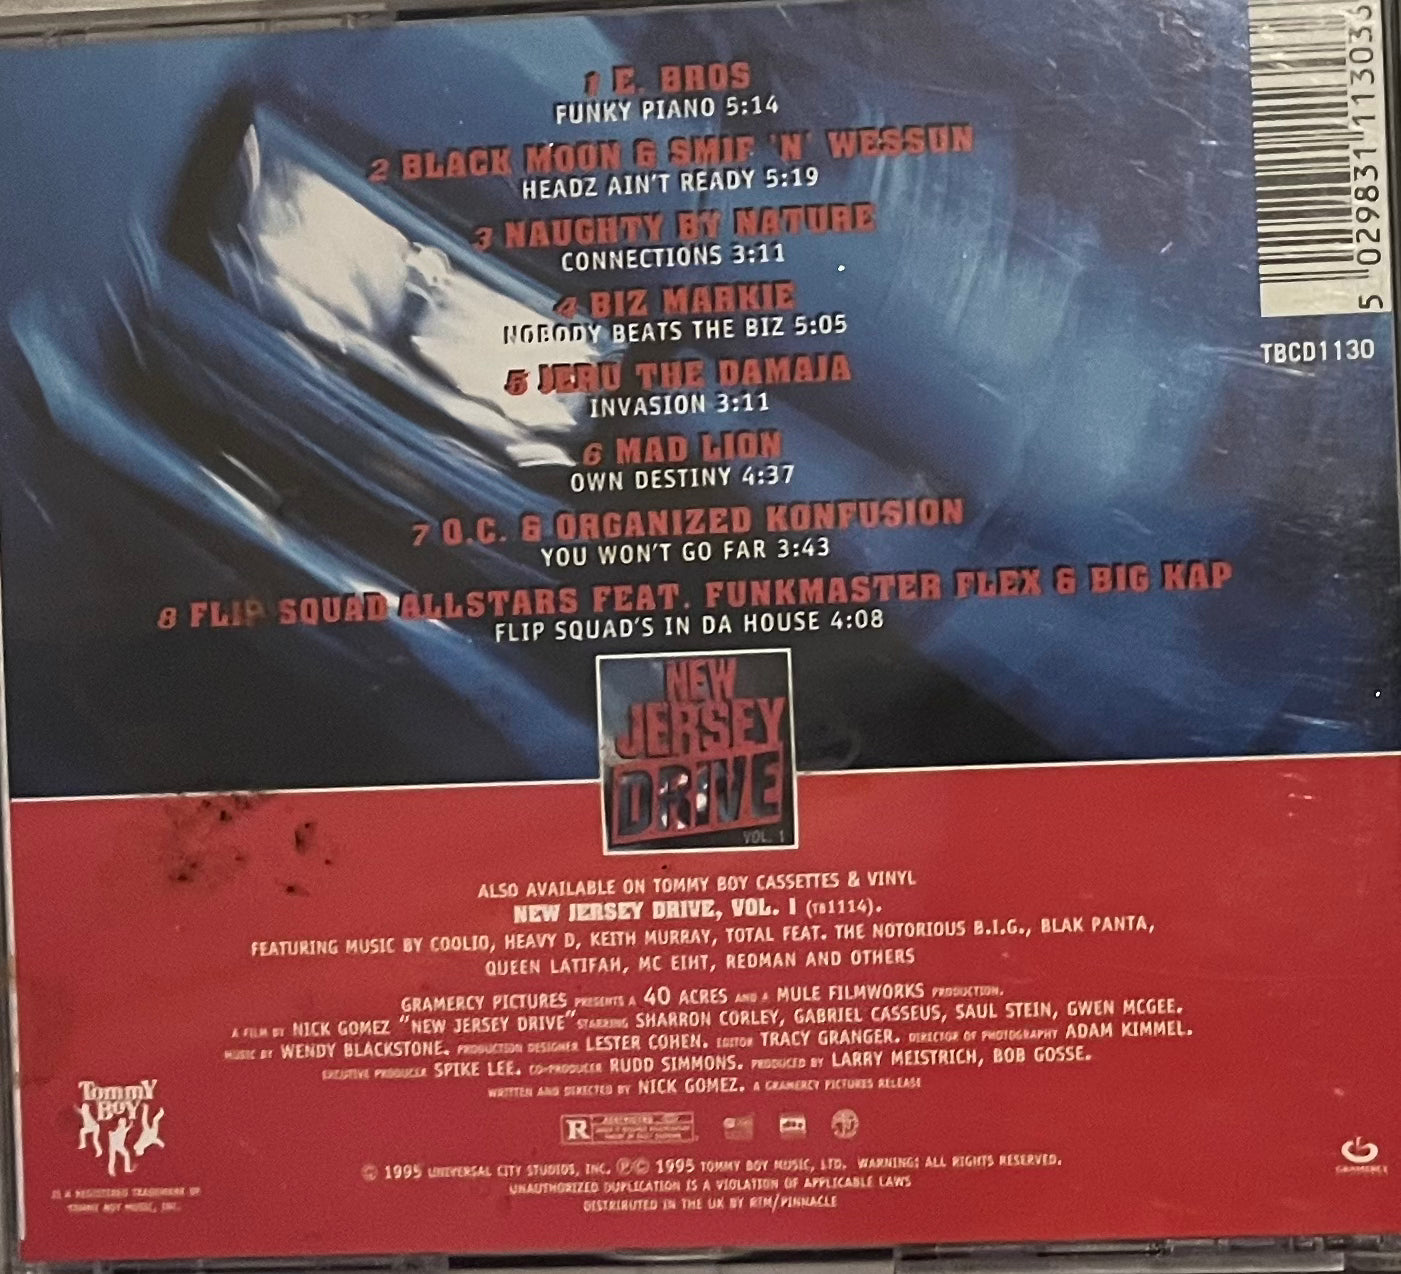 1 E. BROS
FUNKY PIANO 5:14
2 BLACK MOON & SMIF 'N' WESSUN
HEADZ AIN'T READY 5:19
3 NAUGHTY BY NATURE
CONNECTIONS 3:11
4 BIZ MARKIE
NOBODY BEATS THE BIZ 5:05
5 JERU THE DAMAJA
INVASION 3:11
6 MAD LION
OWN DESTINY 4:37
7 O.C. & ORGANIZED KONFUSION
YOU WON'T GO FAR 3:43
8 FLIP SQUAD ALLSTARS FEAT. FUNKMASTER FLEX & BIG KAP
FLIP SQUAD'S IN DA HOUSE 4:08
5 029831 113033
TBCD1130
NEW
JERSEY
DRIVE
VOL. 1
ALSO AVAILABLE ON TOMMY BOY CASSETTES & VINYL
NEW JERSEY DRIVE, VOL. 1 (TB1114).
FEATURING MUSIC BY COOLIO, HEAVY D, KEITH MURRAY, TOTAL FEAT. THE NOTORIOUS B.I.G., BLAK PANTA,
QUEEN LATIFAH, MC EIHT, REDMAN AND OTHERS
GRAMERCY PICTURES PRESENTS A 40 ACRES AND A MULE FILMWORKS PRODUCTION.
A FILM BY NICK GOMEZ "NEW JERSEY DRIVE" STARRING SHARRON CORLEY, GABRIEL CASSEUS, SAUL STEIN, GWEN MCGEE.
MUSIC BY WENDY BLACKSTONE. PRODUCTION DESIGNER LESTER COHEN. EDITOR TRACY GRANGER. DIRECTOR OF PHOTOGRAPHY ADAM KIMMEL.
EXECUTIVE PRODUCER SPIKE LEE. CO-PRODUCER RUDD SIMMONS. PRODUCED BY LARRY MEISTRICH, BOB GOSSE.
WRITTEN AND DIRECTED BY NICK GOMEZ. A GRAMERCY PICTURES RELEASE
R RESTRICTED
© 1995 UNIVERSAL CITY STUDIOS, INC. ℗© 1995 TOMMY BOY MUSIC, LTD. WARNING: ALL RIGHTS RESERVED.
UNAUTHORIZED DUPLICATION IS A VIOLATION OF APPLICABLE LAWS
DISTRIBUTED IN THE UK BY RTM/PINNACLE
Tommy
BOY
IS A REGISTERED TRADEMARK OF
TOMMY BOY MUSIC, INC.
GRAMERCY